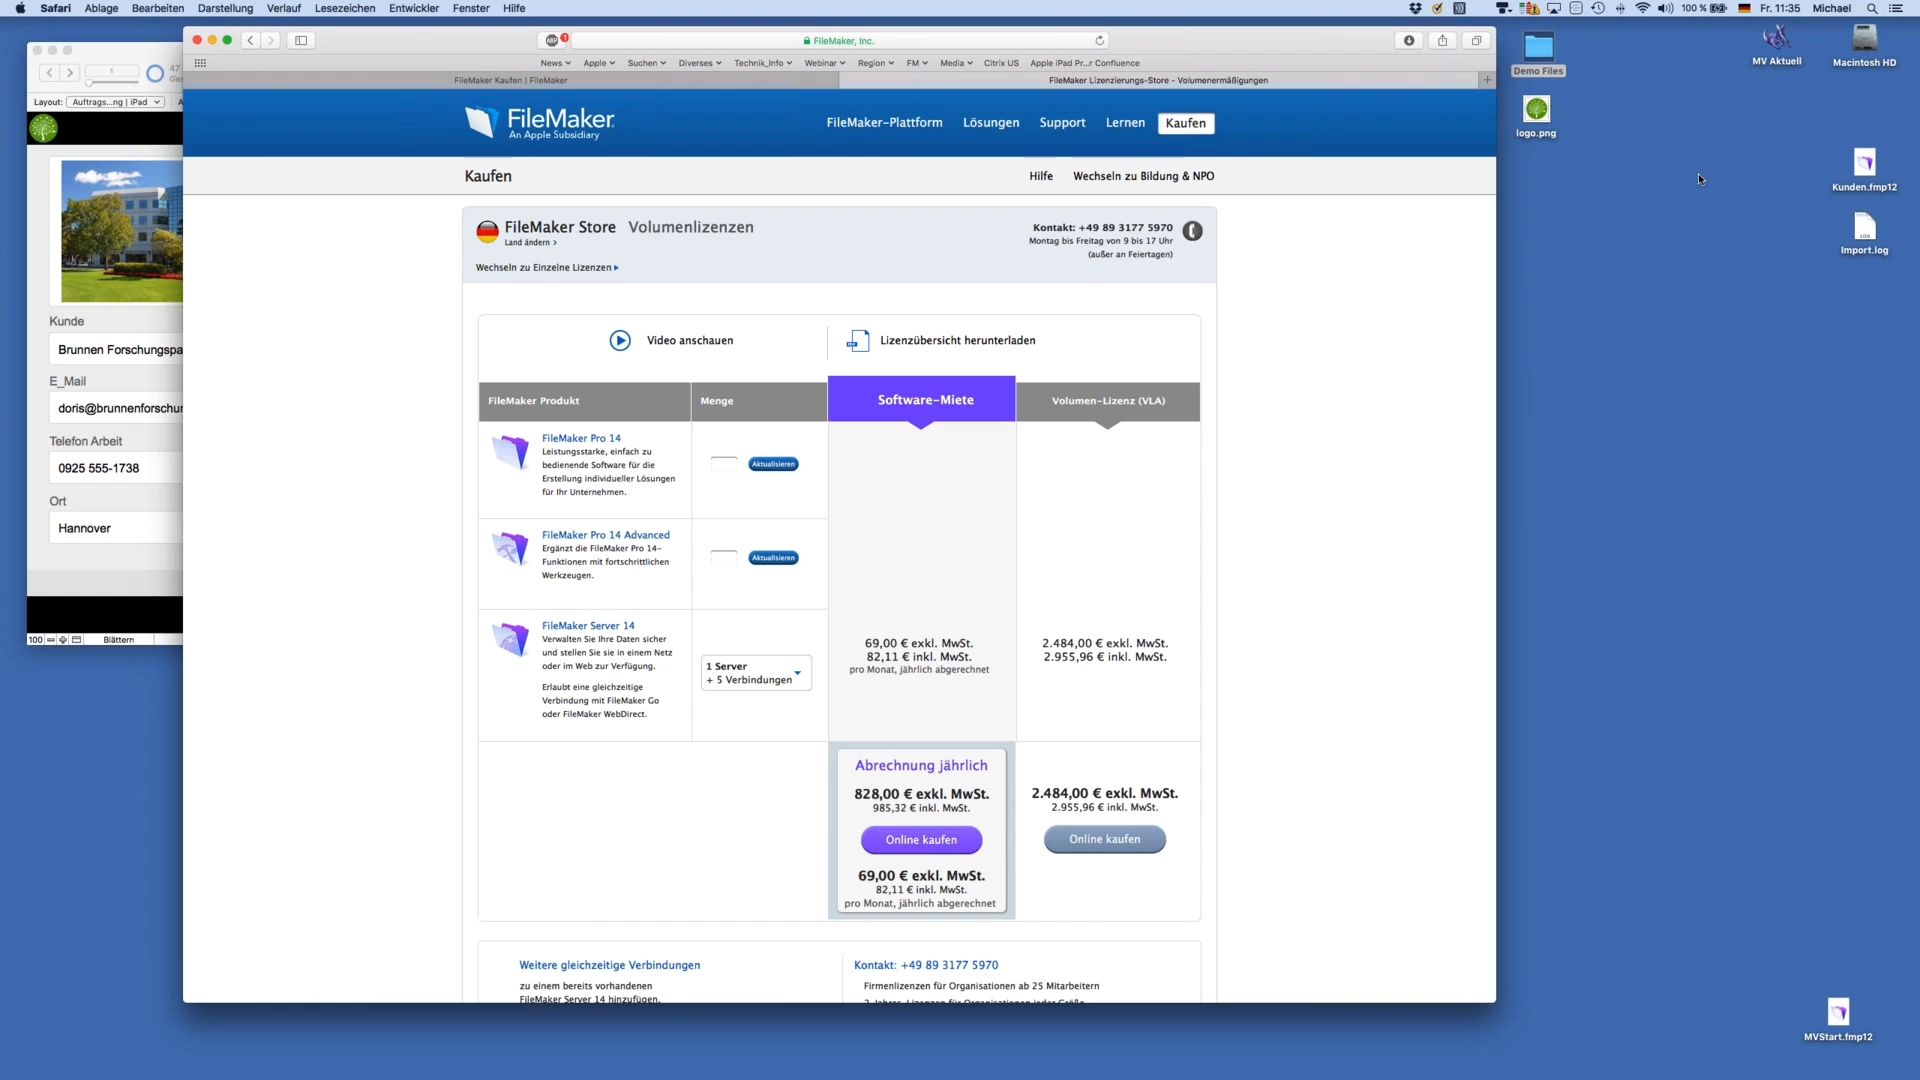 Safari Ablage Bearbeiten Darstellung Verlauf Lesezeichen Entwickler Fenster Hilfe
100 % Fr. 11:35 Michael
47
Layout: Auftrags...ng | iPad
Kunde
Brunnen Forschungspa
E_Mail
doris@brunnenforschur
Telefon Arbeit
0925 555-1738
Ort
Hannover
100 Blättern
ABP 1
FileMaker, Inc.
News Apple Suchen Diverses Technik_Info Webinar Region FM Media Citrix US Apple iPad Pr...r Confluence
FileMaker Kaufen | FileMaker
FileMaker Lizenzierungs-Store - Volumenermäßigungen
FileMaker
An Apple Subsidiary
FileMaker-Plattform Lösungen Support Lernen Kaufen
Kaufen
Hilfe Wechseln zu Bildung & NPO
FileMaker Store Volumenlizenzen
Land ändern ›
Wechseln zu Einzelne Lizenzen
Kontakt: +49 89 3177 5970
Montag bis Freitag von 9 bis 17 Uhr
(außer an Feiertagen)
Video anschauen
Lizenzübersicht herunterladen
FileMaker Produkt Menge Software-Miete Volumen-Lizenz (VLA)
FileMaker Pro 14
Leistungsstarke, einfach zu
bedienende Software für die
Erstellung individueller Lösungen
für Ihr Unternehmen.
Aktualisieren
FileMaker Pro 14 Advanced
Ergänzt die FileMaker Pro 14-
Funktionen mit fortschrittlichen
Werkzeugen.
Aktualisieren
FileMaker Server 14
Verwalten Sie Ihre Daten sicher
und stellen Sie sie in einem Netz
oder im Web zur Verfügung.
Erlaubt eine gleichzeitige
Verbindung mit FileMaker Go
oder FileMaker WebDirect.
1 Server
+ 5 Verbindungen
69,00 € exkl. MwSt.
82,11 € inkl. MwSt.
pro Monat, jährlich abgerechnet
2.484,00 € exkl. MwSt.
2.955,96 € inkl. MwSt.
Abrechnung jährlich
828,00 € exkl. MwSt.
985,32 € inkl. MwSt.
Online kaufen
69,00 € exkl. MwSt.
82,11 € inkl. MwSt.
pro Monat, jährlich abgerechnet
2.484,00 € exkl. MwSt.
2.955,96 € inkl. MwSt.
Online kaufen
Weitere gleichzeitige Verbindungen
zu einem bereits vorhandenen
FileMaker Server 14 hinzufügen.
Kontakt: +49 89 3177 5970
Firmenlizenzen für Organisationen ab 25 Mitarbeitern
2-Jahres-Lizenzen für Organisationen jeder Größe
Demo Files
logo.png
MV Aktuell
Macintosh HD
Kunden.fmp12
LOG
Import.log
MVStart.fmp12